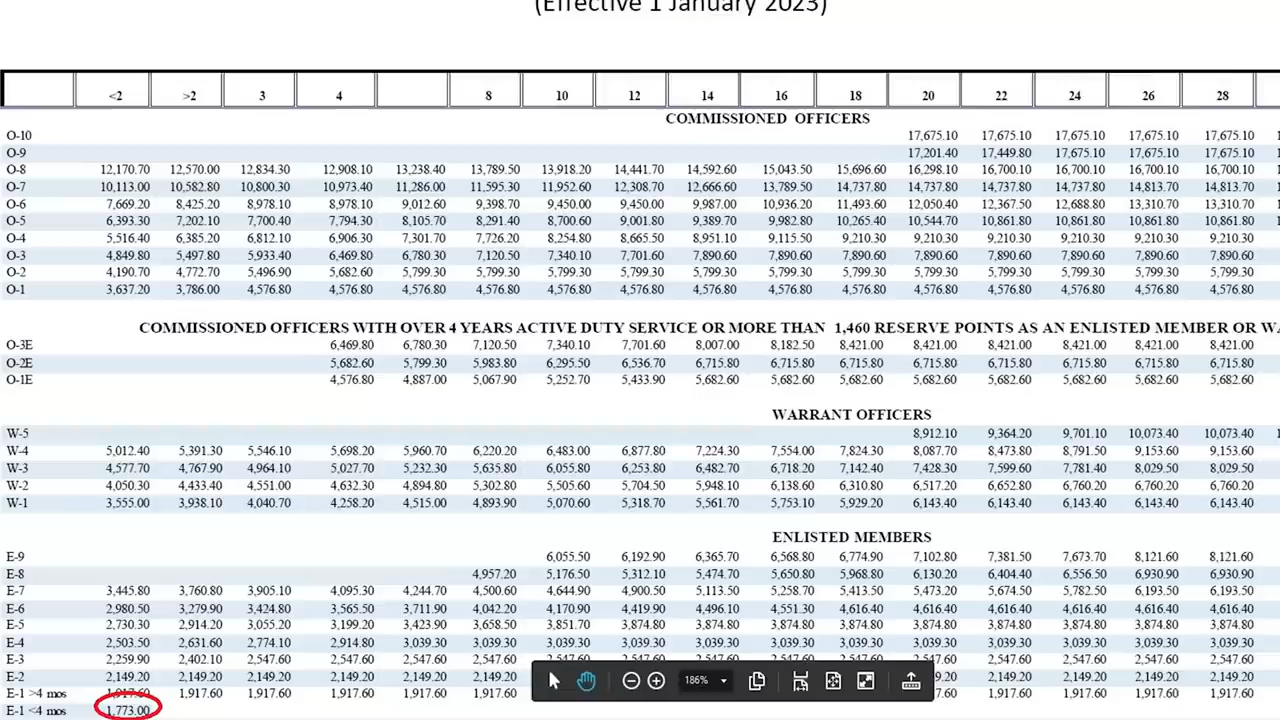 (Effective 1 January 2023)
<2 >2 3 4 8 10 12 14 16 18 20 22 24 26 28
COMMISSIONED OFFICERS
O-10 17,675.10 17,675.10 17,675.10 17,675.10 17,675.10
O-9 17,201.40 17,449.80 17,675.10 17,675.10 17,675.10
O-8 12,170.70 12,570.00 12,834.30 12,908.10 13,238.40 13,789.50 13,918.20 14,441.70 14,592.60 15,043.50 15,696.60 16,298.10 16,700.10 16,700.10 16,700.10 16,700.10
O-7 10,113.00 10,582.80 10,800.30 10,973.40 11,286.00 11,595.30 11,952.60 12,308.70 12,666.60 13,789.50 14,737.80 14,737.80 14,737.80 14,737.80 14,813.70 14,813.70
O-6 7,669.20 8,425.20 8,978.10 8,978.10 9,012.60 9,398.70 9,450.00 9,450.00 9,987.00 10,936.20 11,493.60 12,050.40 12,367.50 12,688.80 13,310.70 13,310.70
O-5 6,393.30 7,202.10 7,700.40 7,794.30 8,105.70 8,291.40 8,700.60 9,001.80 9,389.70 9,982.80 10,265.40 10,544.70 10,861.80 10,861.80 10,861.80 10,861.80
O-4 5,516.40 6,385.20 6,812.10 6,906.30 7,301.70 7,726.20 8,254.80 8,665.50 8,951.10 9,115.50 9,210.30 9,210.30 9,210.30 9,210.30 9,210.30 9,210.30
O-3 4,849.80 5,497.80 5,933.40 6,469.80 6,780.30 7,120.50 7,340.10 7,701.60 7,890.60 7,890.60 7,890.60 7,890.60 7,890.60 7,890.60 7,890.60 7,890.60
O-2 4,190.70 4,772.70 5,496.90 5,682.60 5,799.30 5,799.30 5,799.30 5,799.30 5,799.30 5,799.30 5,799.30 5,799.30 5,799.30 5,799.30 5,799.30 5,799.30
O-1 3,637.20 3,786.00 4,576.80 4,576.80 4,576.80 4,576.80 4,576.80 4,576.80 4,576.80 4,576.80 4,576.80 4,576.80 4,576.80 4,576.80 4,576.80 4,576.80
COMMISSIONED OFFICERS WITH OVER 4 YEARS ACTIVE DUTY SERVICE OR MORE THAN 1,460 RESERVE POINTS AS AN ENLISTED MEMBER OR WA
O-3E 6,469.80 6,780.30 7,120.50 7,340.10 7,701.60 8,007.00 8,182.50 8,421.00 8,421.00 8,421.00 8,421.00 8,421.00 8,421.00
O-2E 5,682.60 5,799.30 5,983.80 6,295.50 6,536.70 6,715.80 6,715.80 6,715.80 6,715.80 6,715.80 6,715.80 6,715.80 6,715.80
O-1E 4,576.80 4,887.00 5,067.90 5,252.70 5,433.90 5,682.60 5,682.60 5,682.60 5,682.60 5,682.60 5,682.60 5,682.60 5,682.60
WARRANT OFFICERS
W-5 8,912.10 9,364.20 9,701.10 10,073.40 10,073.40
W-4 5,012.40 5,391.30 5,546.10 5,698.20 5,960.70 6,220.20 6,483.00 6,877.80 7,224.30 7,554.00 7,824.30 8,087.70 8,473.80 8,791.50 9,153.60 9,153.60
W-3 4,577.70 4,767.90 4,964.10 5,027.70 5,232.30 5,635.80 6,055.80 6,253.80 6,482.70 6,718.20 7,142.40 7,428.30 7,599.60 7,781.40 8,029.50 8,029.50
W-2 4,050.30 4,433.40 4,551.00 4,632.30 4,894.80 5,302.80 5,505.60 5,704.50 5,948.10 6,138.60 6,310.80 6,517.20 6,652.80 6,760.20 6,760.20 6,760.20
W-1 3,555.00 3,938.10 4,040.70 4,258.20 4,515.00 4,893.90 5,070.60 5,318.70 5,561.70 5,753.10 5,929.20 6,143.40 6,143.40 6,143.40 6,143.40 6,143.40
ENLISTED MEMBERS
E-9 6,055.50 6,192.90 6,365.70 6,568.80 6,774.90 7,102.80 7,381.50 7,673.70 8,121.60 8,121.60
E-8 4,957.20 5,176.50 5,312.10 5,474.70 5,650.80 5,968.80 6,130.20 6,404.40 6,556.50 6,930.90 6,930.90
E-7 3,445.80 3,760.80 3,905.10 4,095.30 4,244.70 4,500.60 4,644.90 4,900.50 5,113.50 5,258.70 5,413.50 5,473.20 5,674.50 5,782.50 6,193.50 6,193.50
E-6 2,980.50 3,279.90 3,424.80 3,565.50 3,711.90 4,042.20 4,170.90 4,419.90 4,496.10 4,551.30 4,616.40 4,616.40 4,616.40 4,616.40 4,616.40 4,616.40
E-5 2,730.30 2,914.20 3,055.20 3,199.20 3,423.90 3,658.50 3,851.70 3,874.80 3,874.80 3,874.80 3,874.80 3,874.80 3,874.80 3,874.80 3,874.80 3,874.80
E-4 2,503.50 2,631.60 2,774.10 2,914.80 3,039.30 3,039.30 3,039.30 3,039.30 3,039.30 3,039.30 3,039.30 3,039.30 3,039.30 3,039.30 3,039.30 3,039.30
E-3 2,259.90 2,402.10 2,547.60 2,547.60 2,547.60 2,547.60 2,547.60 2,547.60 2,547.60 2,547.60 2,547.60 2,547.60 2,547.60 2,547.60 2,547.60 2,547.60
E-2 2,149.20 2,149.20 2,149.20 2,149.20 2,149.20 2,149.20 2,149.20 2,149.20 2,149.20 2,149.20
E-1 >4 mos 1,917.60 1,917.60 1,917.60 1,917.60 1,917.60 1,917.60 1,917.60 1,917.60 1,917.60 1,917.60
E-1 <4 mos 1,773.00
186%